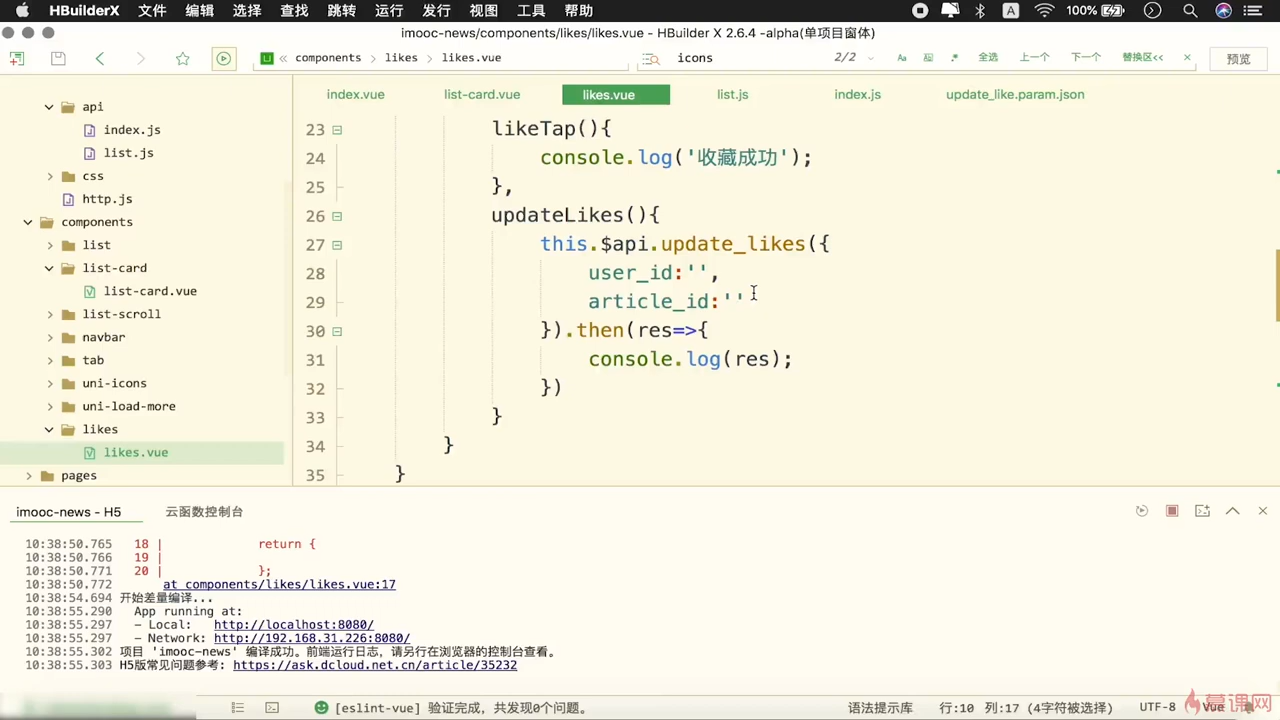 HBuilderX 文件 编辑 选择 查找 跳转 运行 发行 视图 工具 帮助 A 100%
imooc-news/components/likes/likes.vue - HBuilder X 2.6.4 -alpha(单项目窗体)
components likes likes.vue icons 2/2 Aa .* 全选 上一个 下一个 替换区<< 预览
index.vue list-card.vue likes.vue list.js index.js update_like.param.json
api
index.js
list.js
css
http.js
components
list
list-card
list-card.vue
list-scroll
navbar
tab
uni-icons
uni-load-more
likes
likes.vue
pages
23 likeTap(){
24 console.log('收藏成功');
25 },
26 updateLikes(){
27 this.$api.update_likes({
28 user_id:'',
29 article_id:''
30 }).then(res=>{
31 console.log(res);
32 })
33 }
34 }
35 }
imooc-news - H5 云函数控制台
10:38:50.765 18 | return {
10:38:50.766 19 |
10:38:50.771 20 | };
10:38:50.772 at components/likes/likes.vue:17
10:38:54.694 开始差量编译...
10:38:55.290 App running at:
10:38:55.297 - Local: http://localhost:8080/
10:38:55.297 - Network: http://192.168.31.226:8080/
10:38:55.302 项目 'imooc-news' 编译成功。前端运行日志，请另行在浏览器的控制台查看。
10:38:55.303 H5版常见问题参考: https://ask.dcloud.net.cn/article/35232
[eslint-vue] 验证完成，共发现0个问题。 语法提示库 行:10 列:17 (4字符被选择) UTF-8 Vue
慕课网